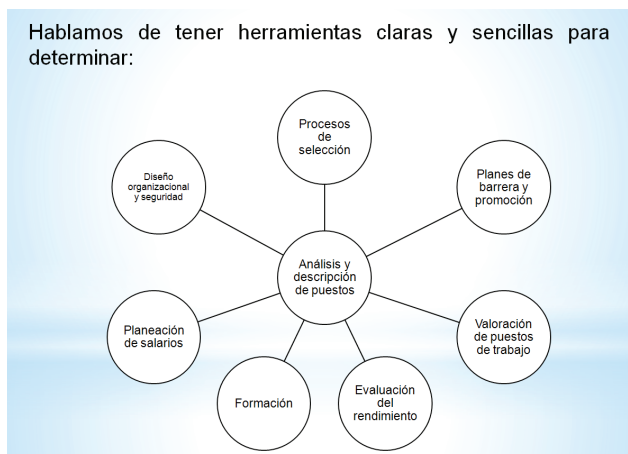 Hablamos de tener herramientas claras y sencillas para
determinar:
Procesos
de
selección
Diseño
organizacional
y seguridad
Planes de
barrera y
promoción
Análisis y
descripción
de puestos
Planeación
de salarios
Valoración
de puestos
de trabajo
Formación
Evaluación
del
rendimiento